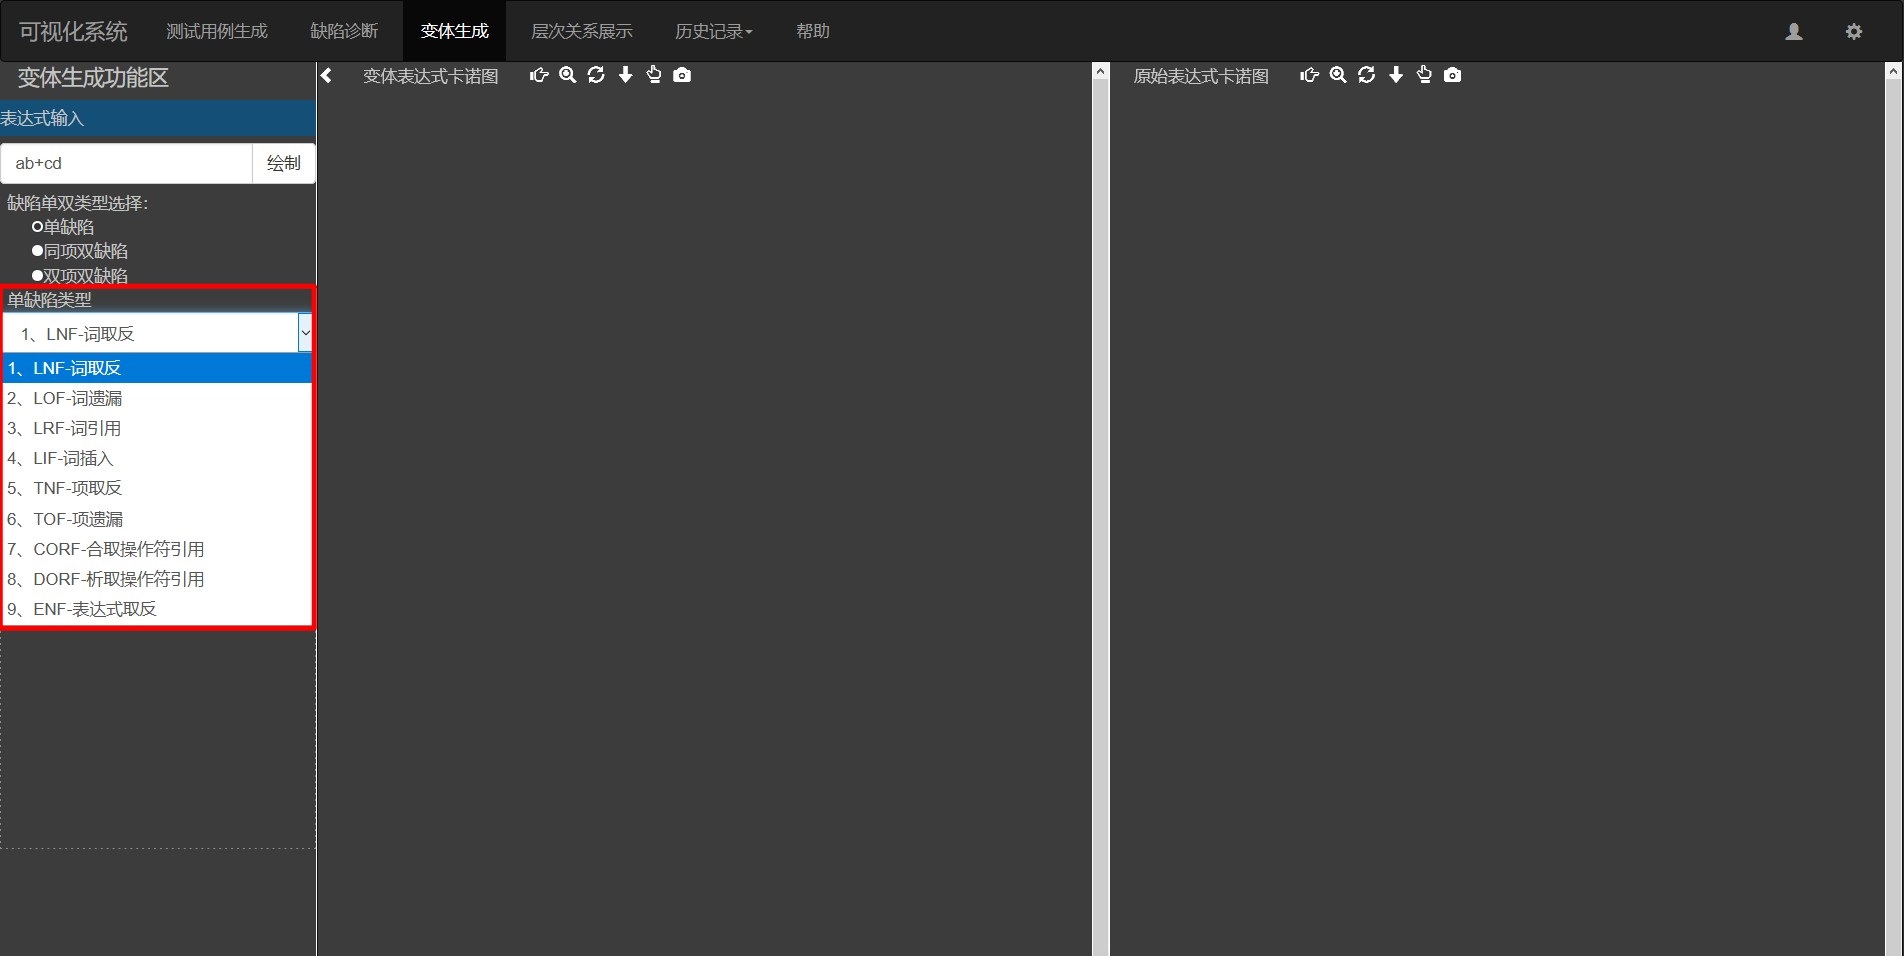 可视化系统 测试用例生成 缺陷诊断 变体生成 层次关系展示 历史记录 帮助
变体生成功能区
变体表达式卡诺图
原始表达式卡诺图
表达式输入
ab+cd 绘制
缺陷单双类型选择：
单缺陷
同项双缺陷
双项双缺陷
单缺陷类型
1、LNF-词取反
1、LNF-词取反
2、LOF-词遗漏
3、LRF-词引用
4、LIF-词插入
5、TNF-项取反
6、TOF-项遗漏
7、CORF-合取操作符引用
8、DORF-析取操作符引用
9、ENF-表达式取反